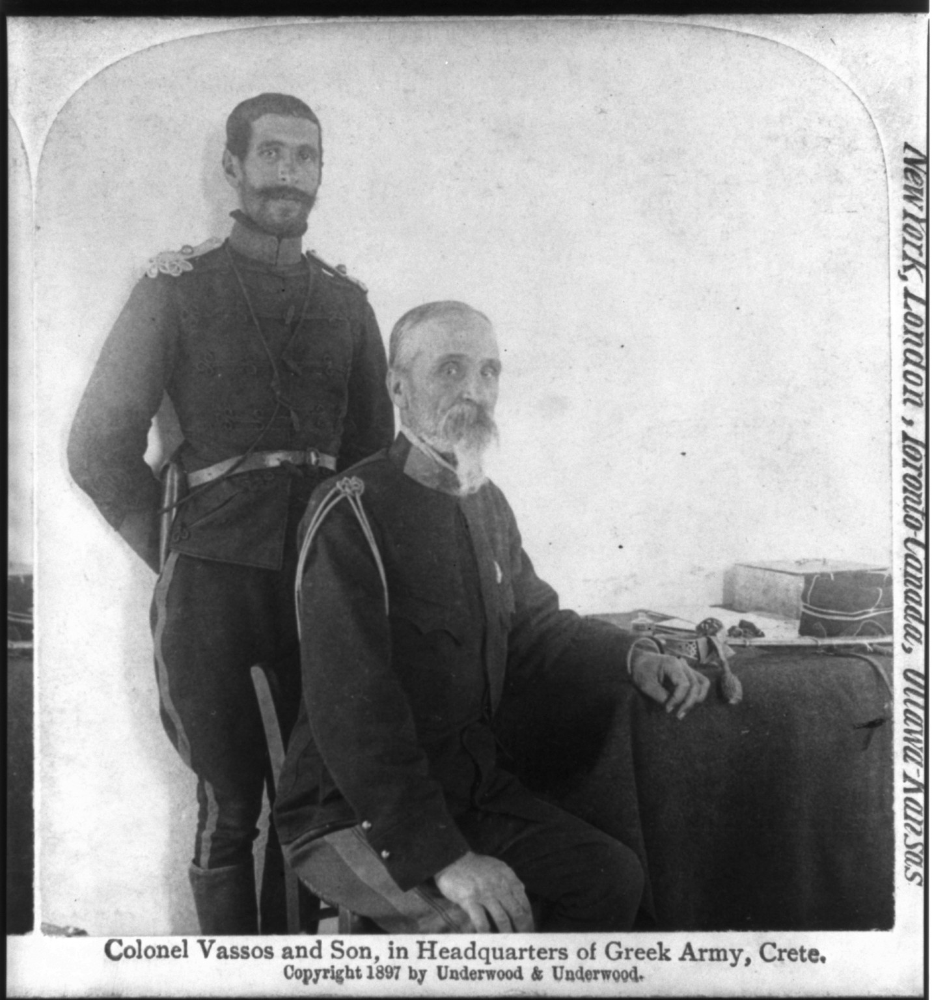 New York, London, Toronto-Canada, Ottawa-Kansas
Colonel Vassos and Son, in Headquarters of Greek Army, Crete.
Copyright 1897 by Underwood & Underwood.